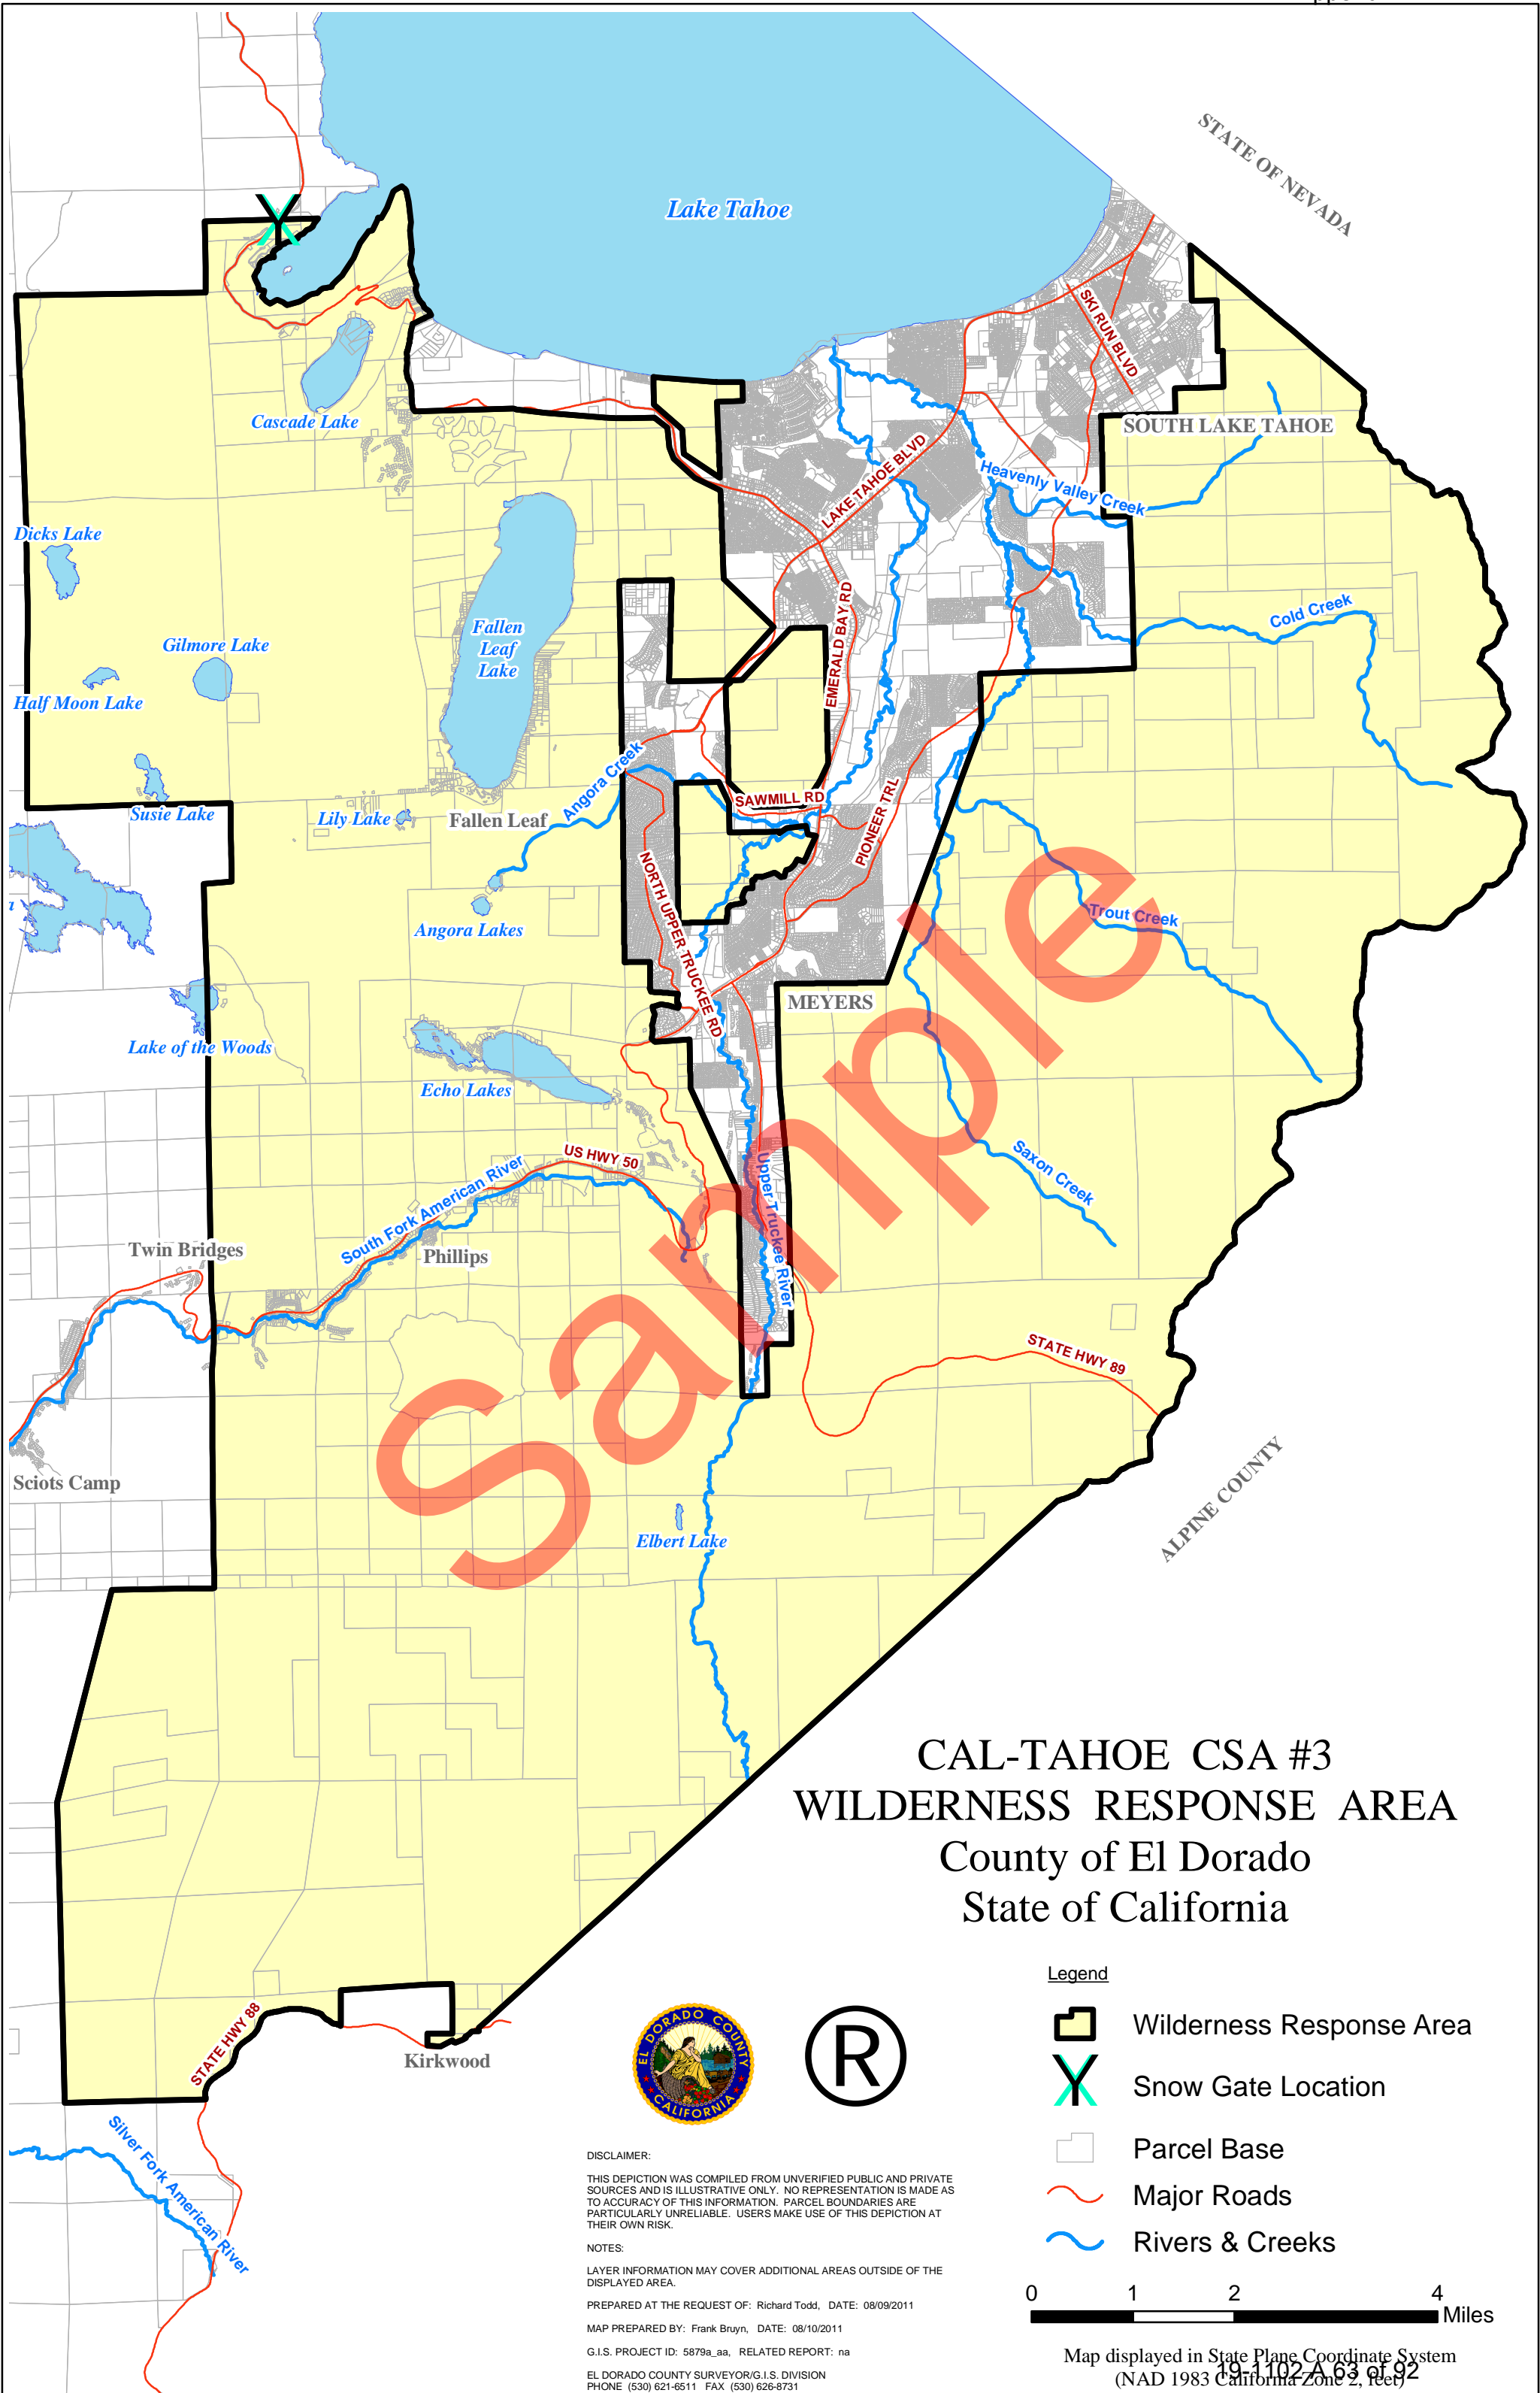 STATE OF NEVADA
Lake Tahoe
SKI RUN BLVD
Cascade Lake
SOUTH LAKE TAHOE
LAKE TAHOE BLVD
Heavenly Valley Creek
Dicks Lake
EMERALD BAY RD
Cold Creek
Fallen
Leaf
Lake
Gilmore Lake
Half Moon Lake
Angora Creek
SAWMILL RD
PIONEER TRL
Susie Lake
Lily Lake
Fallen Leaf
NORTH UPPER TRUCKEE RD
Trout Creek
Angora Lakes
MEYERS
Lake of the Woods
Echo Lakes
US HWY 50
Saxon Creek
South Fork American River
Upper Truckee River
Twin Bridges
Phillips
STATE HWY 89
Sciots Camp
ALPINE COUNTY
Elbert Lake
Sample
CAL-TAHOE CSA #3
WILDERNESS RESPONSE AREA
County of El Dorado
State of California
STATE HWY 88
Kirkwood
Silver Fork American River
EL DORADO COUNTY
CALIFORNIA
R
Legend
Wilderness Response Area
Snow Gate Location
Parcel Base
Major Roads
Rivers & Creeks
0 1 2 4
Miles
DISCLAIMER:
THIS DEPICTION WAS COMPILED FROM UNVERIFIED PUBLIC AND PRIVATE
SOURCES AND IS ILLUSTRATIVE ONLY. NO REPRESENTATION IS MADE AS
TO ACCURACY OF THIS INFORMATION. PARCEL BOUNDARIES ARE
PARTICULARLY UNRELIABLE. USERS MAKE USE OF THIS DEPICTION AT
THEIR OWN RISK.
NOTES:
LAYER INFORMATION MAY COVER ADDITIONAL AREAS OUTSIDE OF THE
DISPLAYED AREA.
PREPARED AT THE REQUEST OF: Richard Todd, DATE: 08/09/2011
MAP PREPARED BY: Frank Bruyn, DATE: 08/10/2011
G.I.S. PROJECT ID: 5879a_aa, RELATED REPORT: na
EL DORADO COUNTY SURVEYOR/G.I.S. DIVISION
PHONE (530) 621-6511 FAX (530) 626-8731
Map displayed in State Plane Coordinate System
(NAD 1983 California Zone 2, feet)
19-1102 A 63 of 92